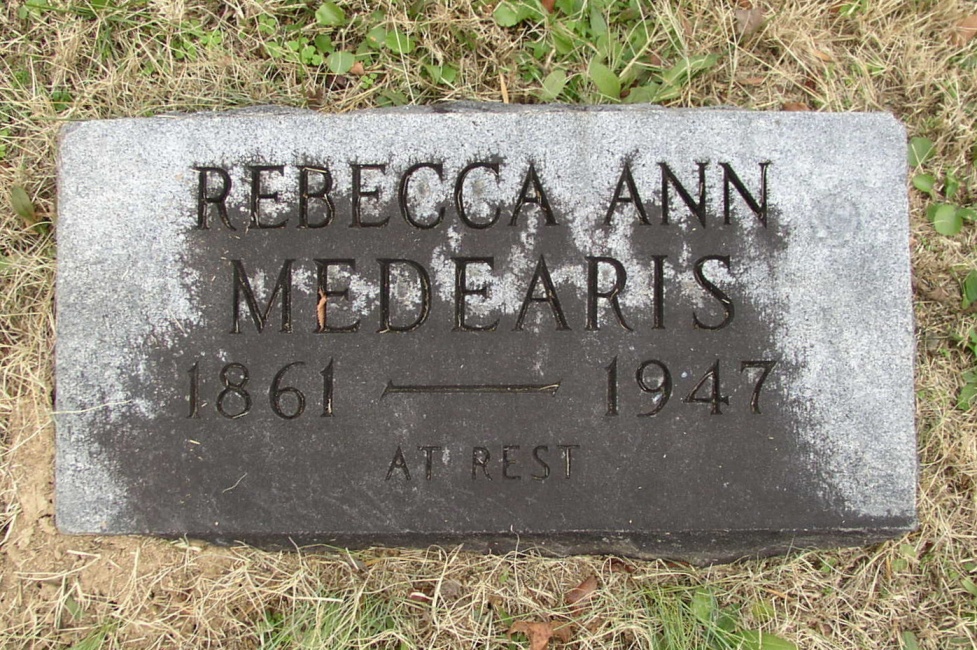 REBECCA ANN
MEDEARIS
1861 — 1947
AT REST